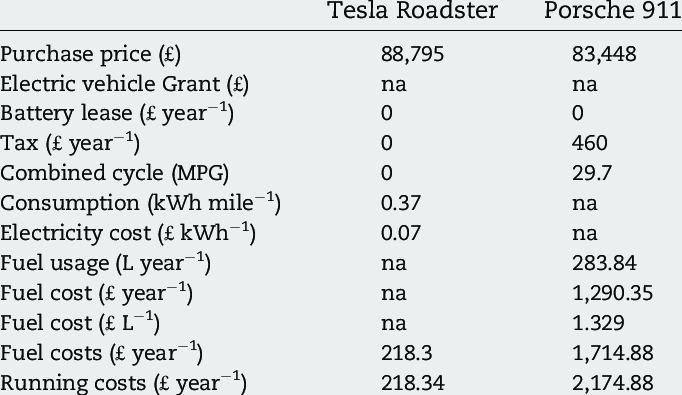 Tesla Roadster Porsche 911
Purchase price (£) 88,795 83,448
Electric vehicle Grant (£) na na
Battery lease (£ year⁻¹) 0 0
Tax (£ year⁻¹) 0 460
Combined cycle (MPG) 0 29.7
Consumption (kWh mile⁻¹) 0.37 na
Electricity cost (£ kWh⁻¹) 0.07 na
Fuel usage (L year⁻¹) na 283.84
Fuel cost (£ year⁻¹) na 1,290.35
Fuel cost (£ L⁻¹) na 1.329
Fuel costs (£ year⁻¹) 218.3 1,714.88
Running costs (£ year⁻¹) 218.34 2,174.88